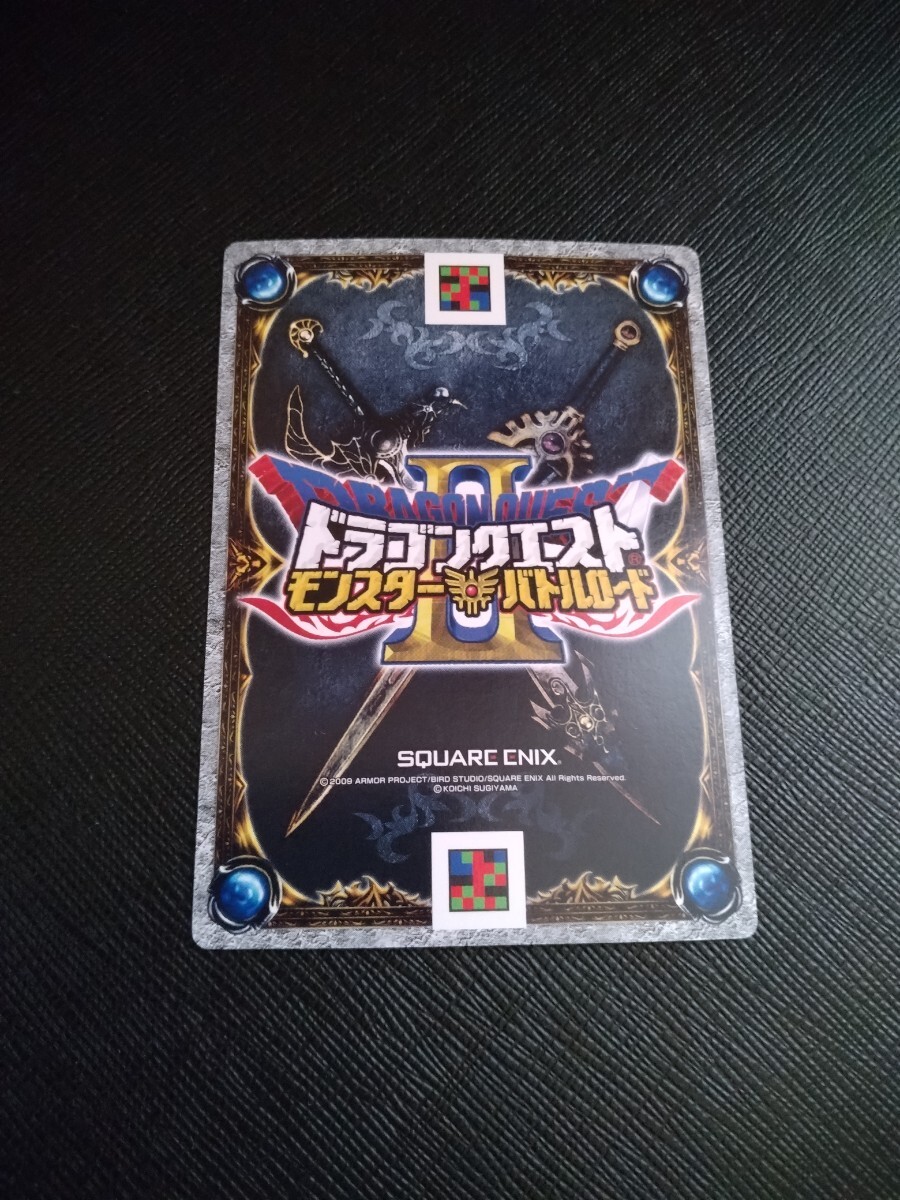 II
DRAGON QUEST
ドラゴンクエスト®
モンスター バトルロード
SQUARE ENIX®
©2009 ARMOR PROJECT/BIRD STUDIO/SQUARE ENIX All Rights Reserved.
©KOICHI SUGIYAMA